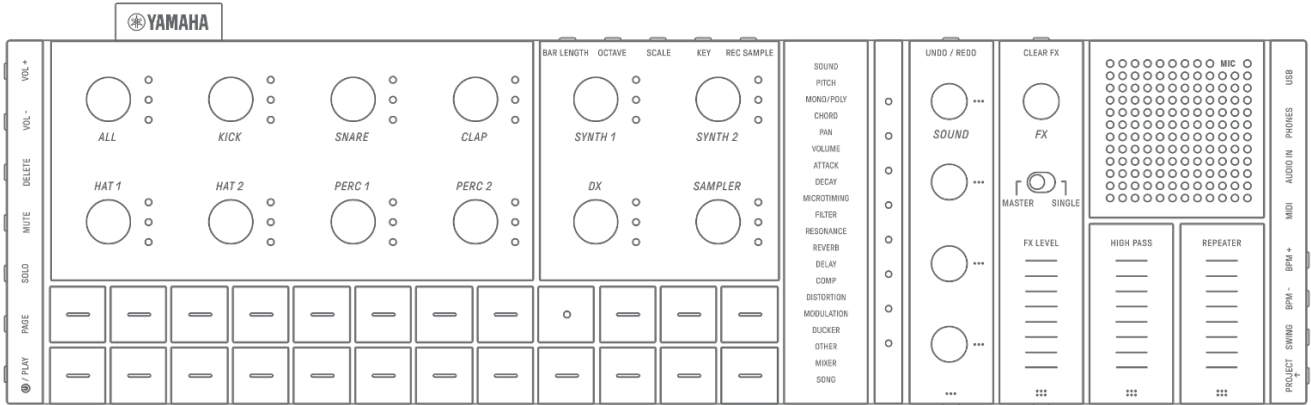 YAMAHA
VOL +
VOL -
DELETE
MUTE
SOLO
PAGE
/ PLAY
ALL
KICK
SNARE
CLAP
HAT 1
HAT 2
PERC 1
PERC 2
BAR LENGTH
OCTAVE
SCALE
KEY
REC SAMPLE
SYNTH 1
SYNTH 2
DX
SAMPLER
SOUND
PITCH
MONO/POLY
CHORD
PAN
VOLUME
ATTACK
DECAY
MICROTIMING
FILTER
RESONANCE
REVERB
DELAY
COMP
DISTORTION
MODULATION
DUCKER
OTHER
MIXER
SONG
UNDO / REDO
SOUND
CLEAR FX
FX
MASTER
SINGLE
FX LEVEL
MIC
HIGH PASS
REPEATER
USB
PHONES
AUDIO IN
MIDI
BPM +
BPM -
SWING
PROJECT